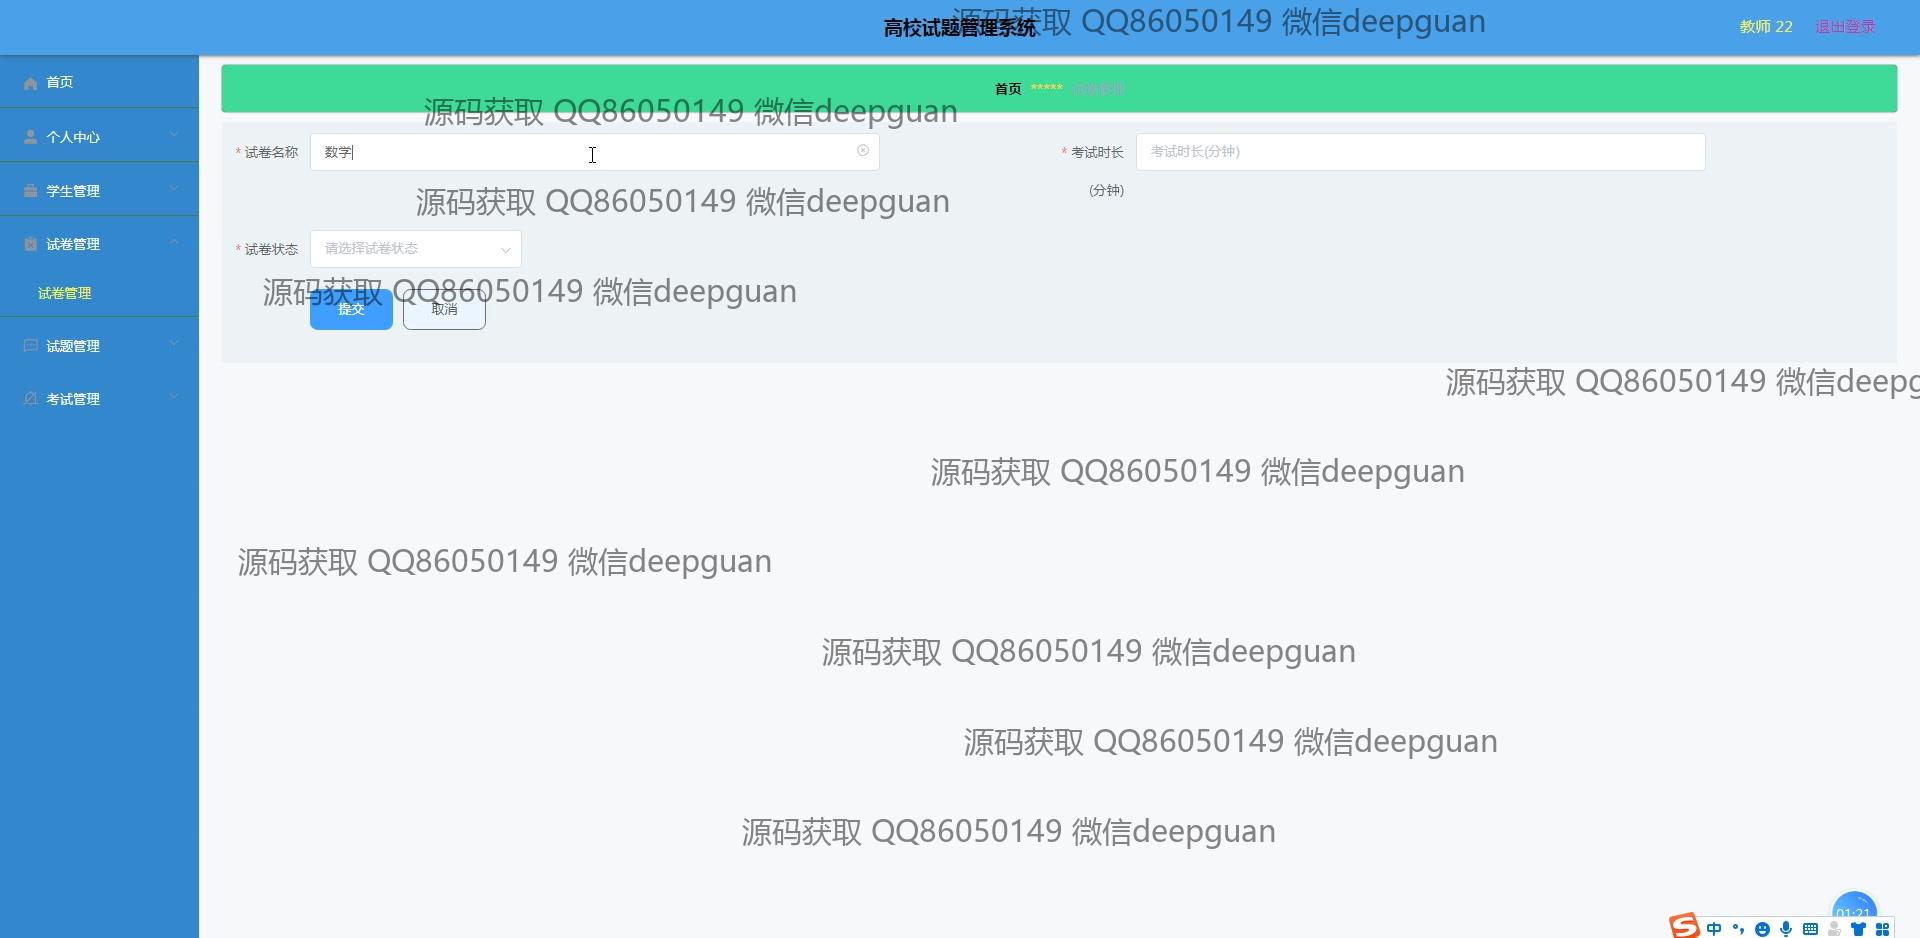 高校试题管理系统
源码获取 QQ86050149 微信deepguan
教师 22
退出登录
首页
首页 ***** 试卷管理
源码获取 QQ86050149 微信deepguan
个人中心
* 试卷名称
数学
* 考试时长
(分钟)
考试时长(分钟)
学生管理
源码获取 QQ86050149 微信deepguan
试卷管理
* 试卷状态
请选择试卷状态
试卷管理
源码获取 QQ86050149 微信deepguan
提交
取消
试题管理
源码获取 QQ86050149 微信deepg
考试管理
源码获取 QQ86050149 微信deepguan
源码获取 QQ86050149 微信deepguan
源码获取 QQ86050149 微信deepguan
源码获取 QQ86050149 微信deepguan
源码获取 QQ86050149 微信deepguan
01:21
中